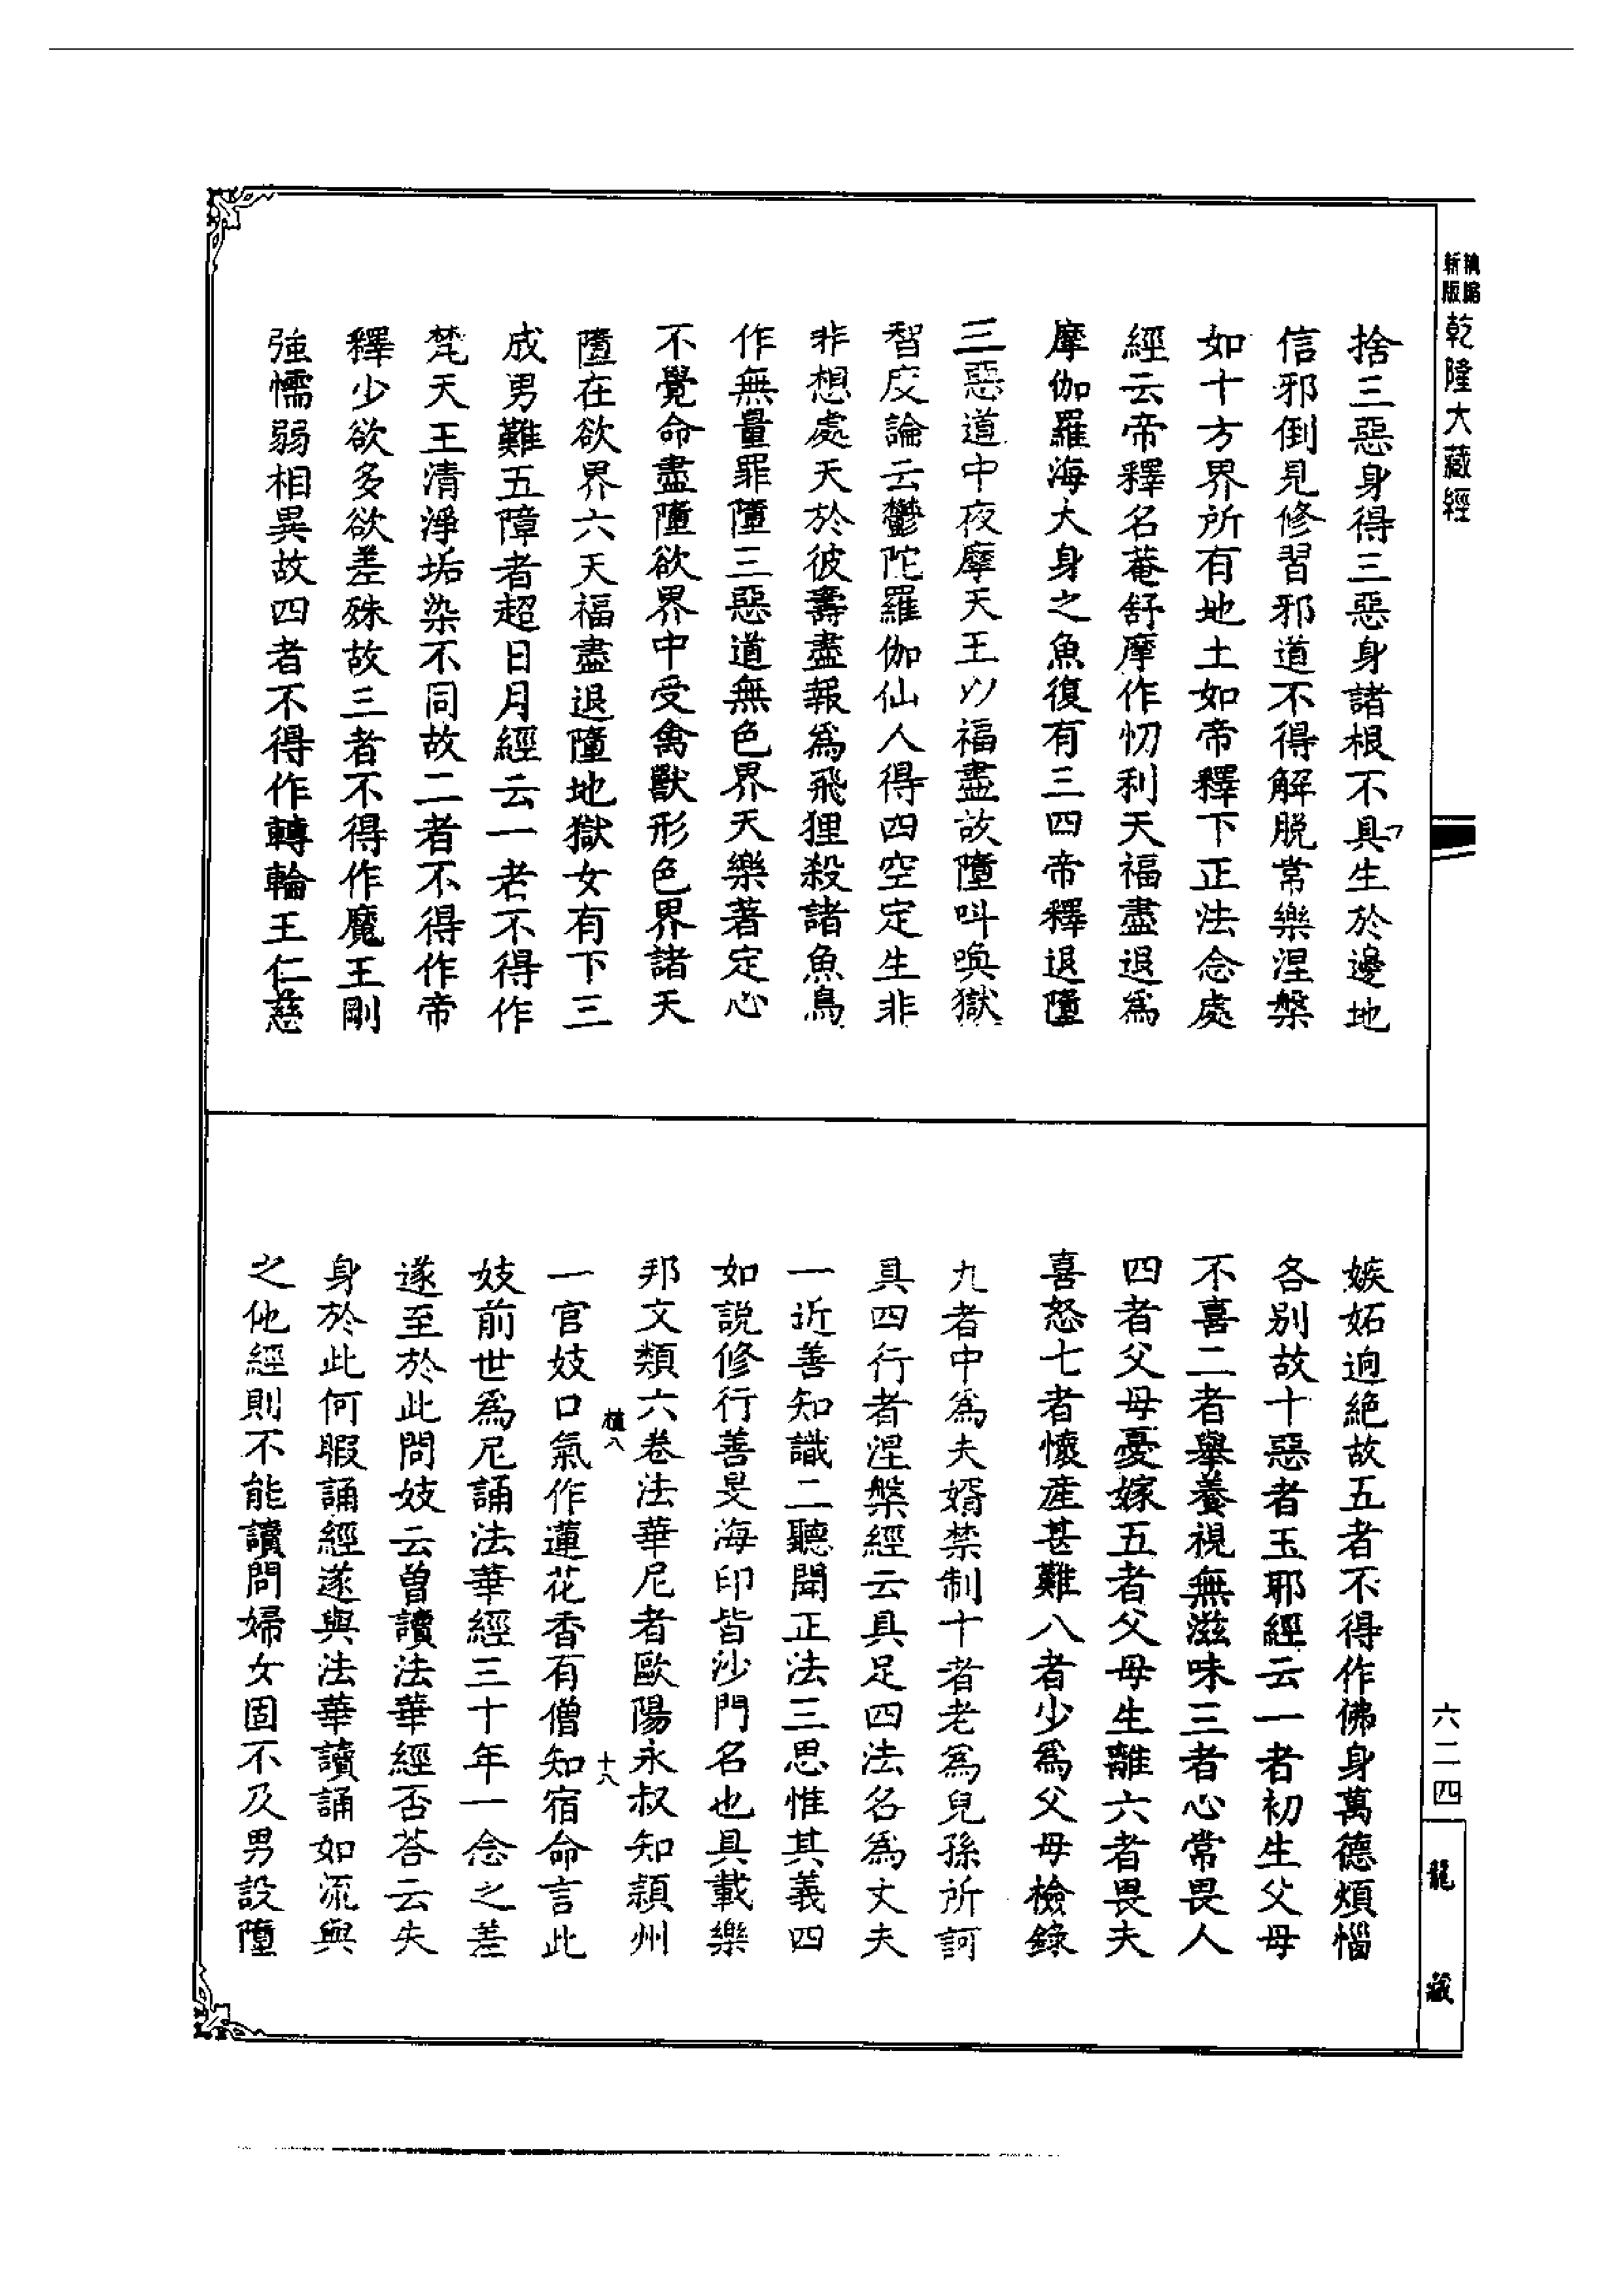 新版 縮
乾隆大藏經
捨三惡身得三惡身諸根不具生於邊地
信邪倒見修習邪道不得解脫常樂涅槃
如十方界所有地土如帝釋下正法念處
經云帝釋名菴舒摩作忉利天福盡退為
摩伽羅海大身之魚復有三四帝釋退墮
三惡道中夜摩天王以福盡故墮叫喚獄
智度論云鬱陀羅伽仙人得四空定生非
非想處天於彼壽盡報為飛狸殺諸魚鳥
作無量罪墮三惡道無色界天樂著定心
不覺命盡墮欲界中受禽獸形色界諸天
墮在欲界六天福盡退墮地獄女有下三
成男難五障者超日月經云一者不得作
梵天王清淨垢染不同故二者不得作帝
釋少欲多欲差殊故三者不得作魔王剛
強懦弱相異故四者不得作轉輪王仁慈
嫉妬逈絕故五者不得作佛身萬德煩惱
各別故十惡者玉耶經云一者初生父母
不喜二者舉養視無滋味三者心常畏人
四者父母憂嫁五者父母生離六者畏夫
喜怒七者懷產甚難八者少為父母檢錄
九者中為夫婿禁制十者老為兒孫所訶
具四行者涅槃經云具足四法名為丈夫
一近善知識二聽聞正法三思惟其義四
如說修行善旻海印皆沙門名也具載樂
邦文類六卷法華尼者歐陽永叔知潁州
八 十八
一官妓口氣作蓮花香有僧知宿命言此
妓前世為尼誦法華經三十年一念之差
遂至於此問妓云曾讀法華經否荅云失
身於此何暇誦經遂與法華讀誦如流與
之他經則不能讀問婦女固不及男設墮
六二四
龍藏